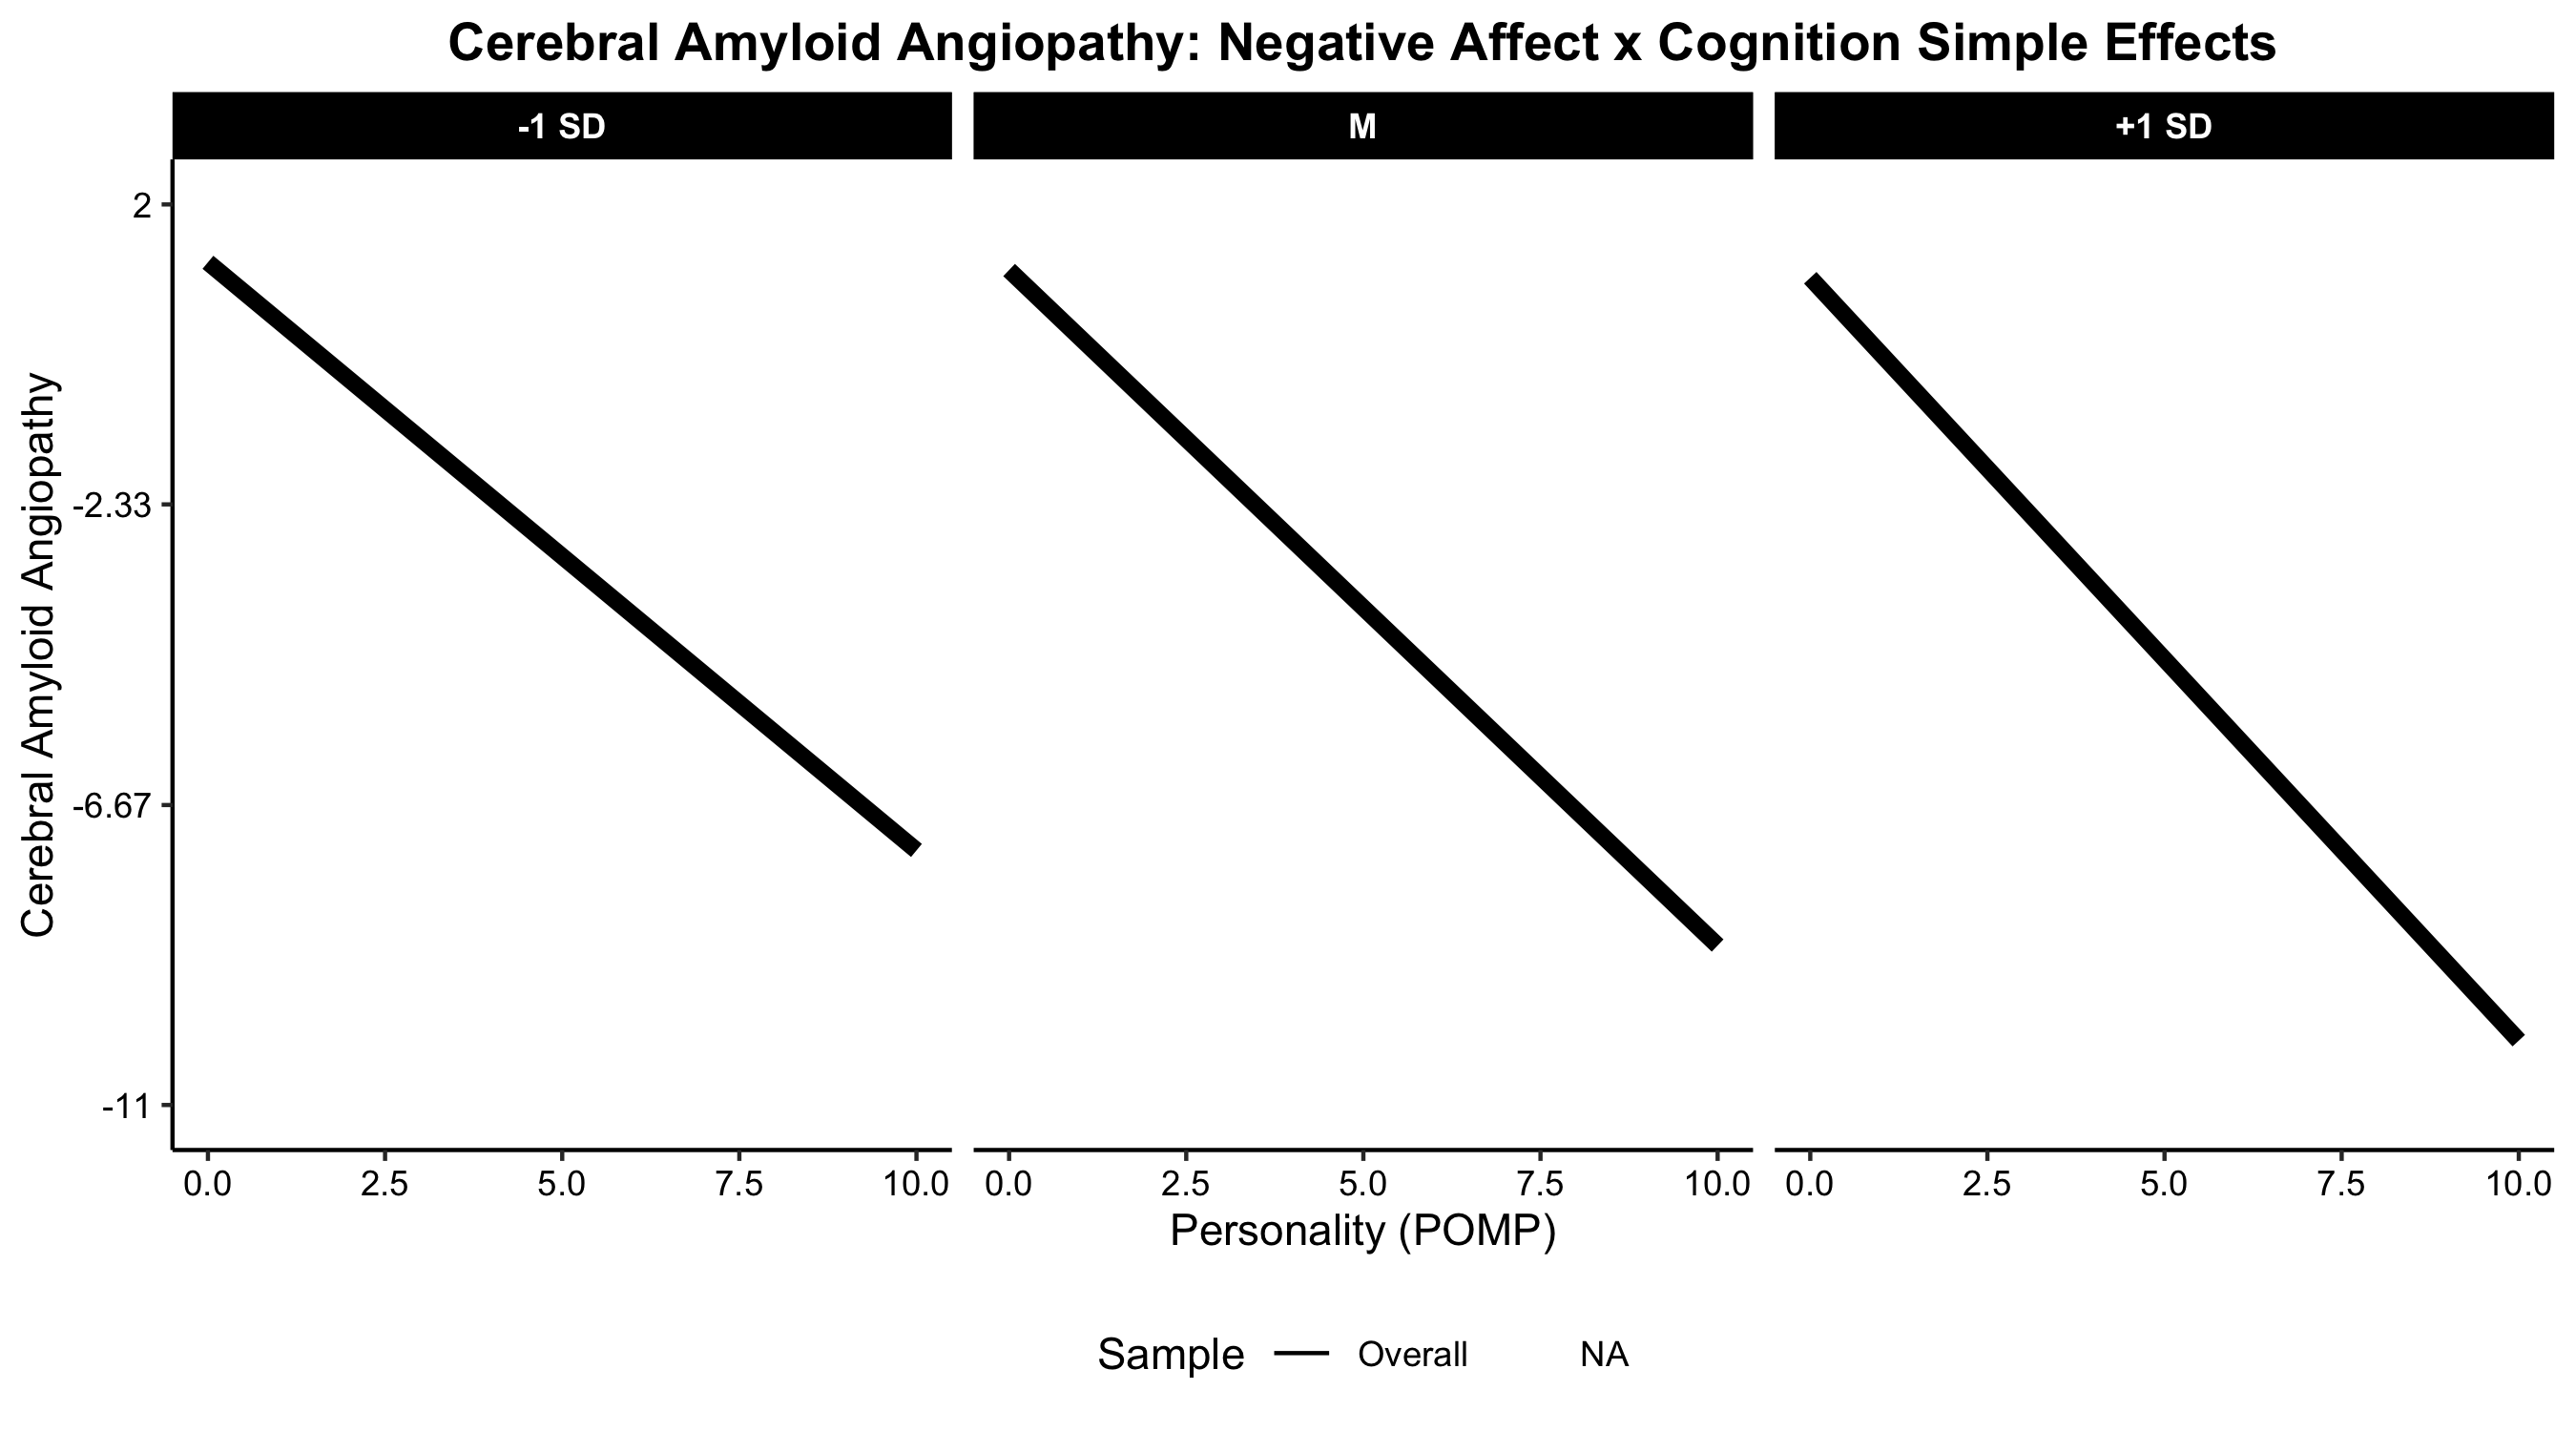 Cerebral Amyloid Angiopathy: Negative Affect x Cognition Simple Effects
-1 SD
M
+1 SD
Cerebral Amyloid Angiopathy
2
-2.33
-6.67
-11
0.0 2.5 5.0 7.5 10.0
0.0 2.5 5.0 7.5 10.0
0.0 2.5 5.0 7.5 10.0
Personality (POMP)
Sample Overall NA